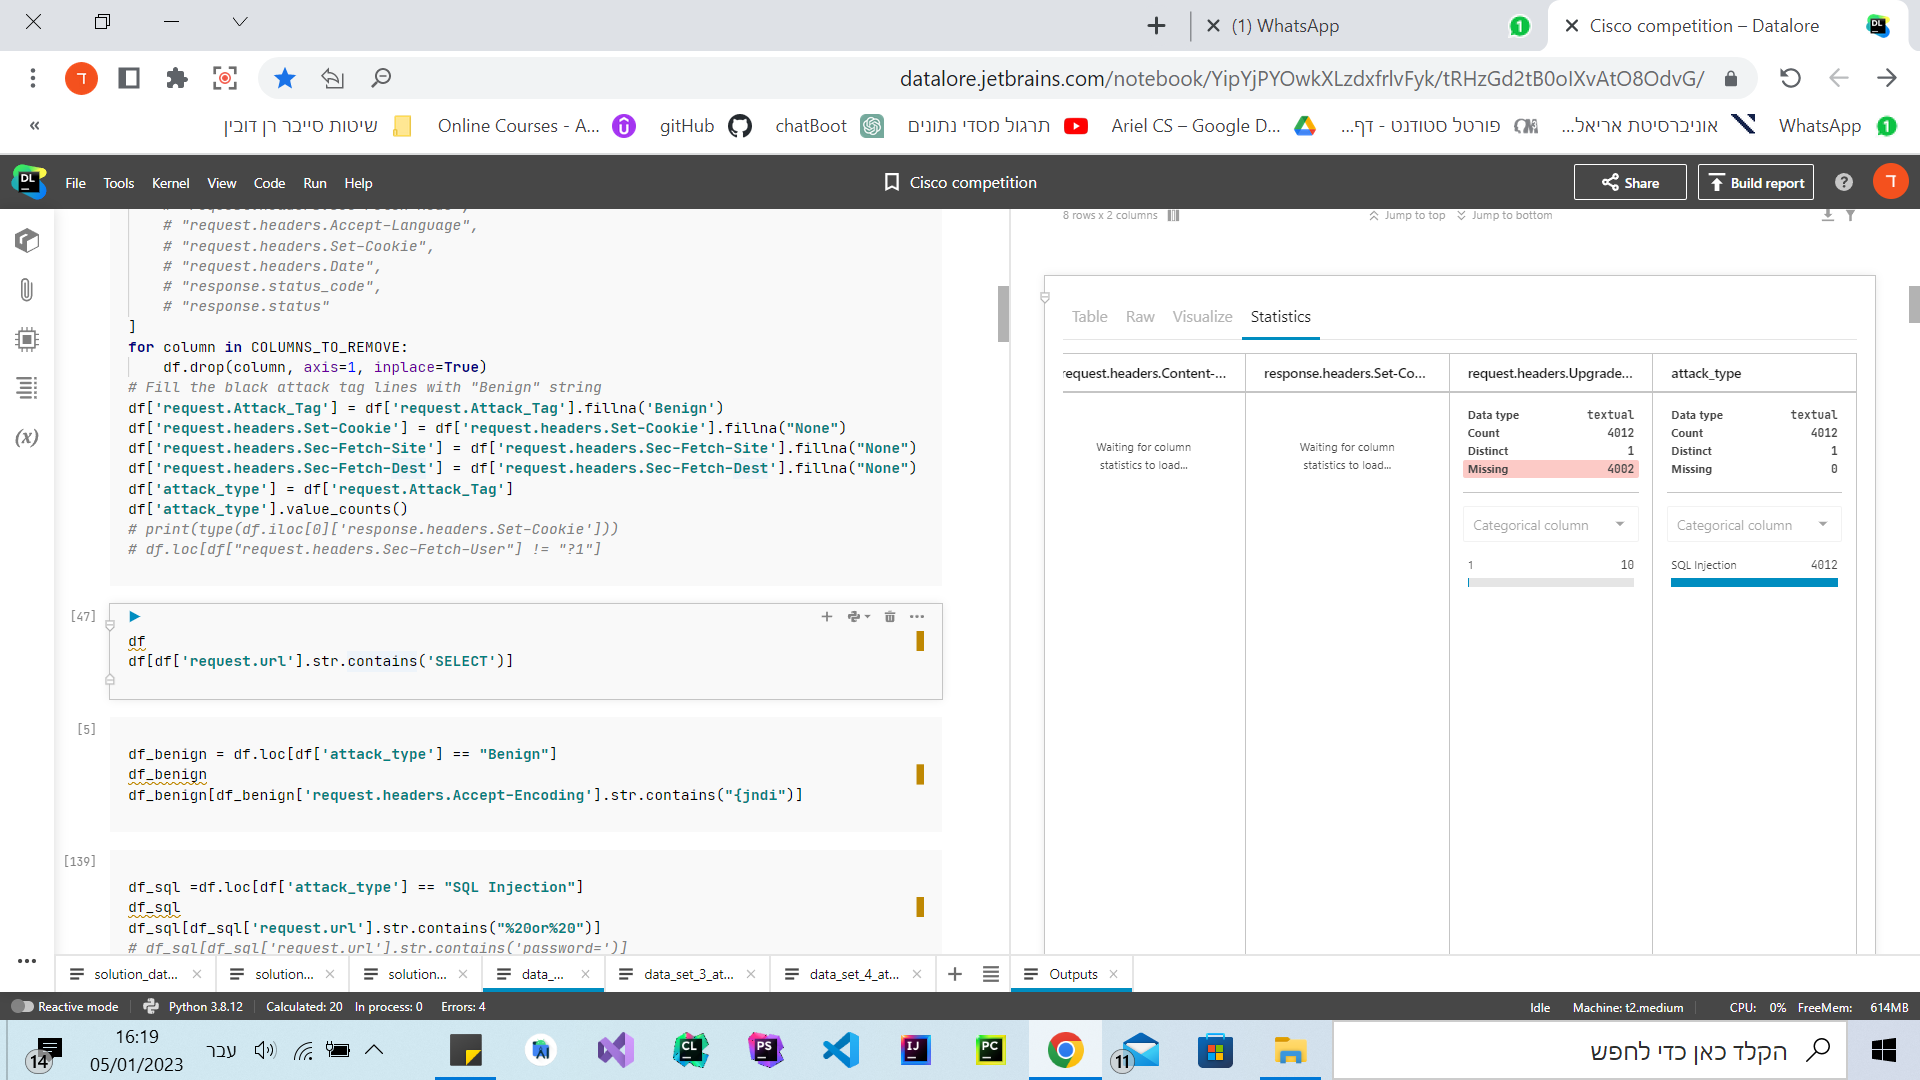 (1) WhatsApp
Cisco competition – Datalore
datalore.jetbrains.com/notebook/YipYjPYOwkXLzdxfrlvFyk/tRHzGd2tB0oIXvAtO8OdvG/
שיטות סייבר רן דובין
Online Courses - A...
gitHub
chatBoot
תרגול מסדי נתונים
Ariel CS – Google D...
פורטל סטודנט - דף...
אוניברסיטת אריאל...
WhatsApp
File Tools Kernel View Code Run Help
Cisco competition
Share
Build report
# "request.headers.Accept-Language",
# "request.headers.Set-Cookie",
# "request.headers.Date",
# "response.status_code",
# "response.status"
]
for column in COLUMNS_TO_REMOVE:
df.drop(column, axis=1, inplace=True)
# Fill the black attack tag lines with "Benign" string
df['request.Attack_Tag'] = df['request.Attack_Tag'].fillna('Benign')
df['request.headers.Set-Cookie'] = df['request.headers.Set-Cookie'].fillna("None")
df['request.headers.Sec-Fetch-Site'] = df['request.headers.Sec-Fetch-Site'].fillna("None")
df['request.headers.Sec-Fetch-Dest'] = df['request.headers.Sec-Fetch-Dest'].fillna("None")
df['attack_type'] = df['request.Attack_Tag']
df['attack_type'].value_counts()
# print(type(df.iloc[0]['response.headers.Set-Cookie']))
# df.loc[df["request.headers.Sec-Fetch-User"] != "?1"]
[47]
df
df[df['request.url'].str.contains('SELECT')]
[5]
df_benign = df.loc[df['attack_type'] == "Benign"]
df_benign
df_benign[df_benign['request.headers.Accept-Encoding'].str.contains("{jndi")]
[139]
df_sql =df.loc[df['attack_type'] == "SQL Injection"]
df_sql
df_sql[df_sql['request.url'].str.contains("%20or%20")]
# df_sql[df_sql['request.url'].str.contains('password=')]
8 rows x 2 columns
Jump to top
Jump to bottom
Table Raw Visualize Statistics
request.headers.Content-...
response.headers.Set-Co...
request.headers.Upgrade...
attack_type
Waiting for column
statistics to load...
Waiting for column
statistics to load...
Data type textual
Count 4012
Distinct 1
Missing 4002
Categorical column
1 10
Data type textual
Count 4012
Distinct 1
Missing 0
Categorical column
SQL Injection 4012
solution_dat...
solution...
solution...
data_...
data_set_3_at...
data_set_4_at...
Outputs
Reactive mode
Python 3.8.12
Calculated: 20
In process: 0
Errors: 4
Idle
Machine: t2.medium
CPU: 0%
FreeMem: 614MB
14
16:19
05/01/2023
עבר
11
הקלד כאן כדי לחפש